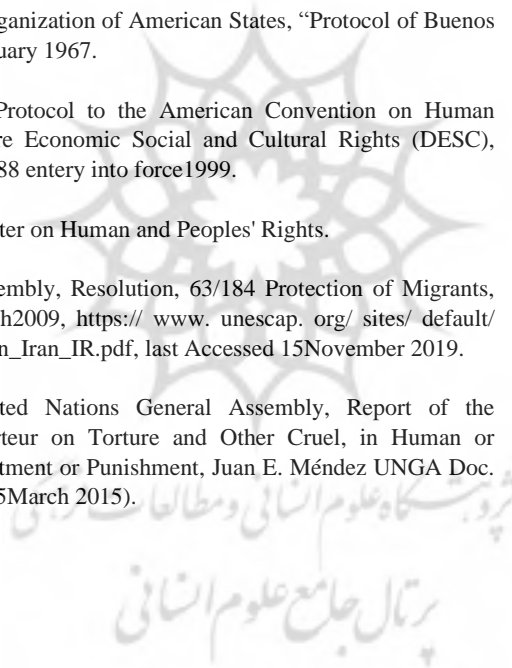 ganization of American States, “Protocol of Buenos
uary 1967.
Protocol to the American Convention on Human
re Economic Social and Cultural Rights (DESC),
88 entery into force1999.
ter on Human and Peoples' Rights.
embly, Resolution, 63/184 Protection of Migrants,
h2009, https:// www. unescap. org/ sites/ default/
n_Iran_IR.pdf, last Accessed 15November 2019.
ted Nations General Assembly, Report of the
rteur on Torture and Other Cruel, in Human or
tment or Punishment, Juan E. Méndez UNGA Doc.
5March 2015).
پژوهشگاه علوم انسانی و مطالعات فرهنگی
پرتال جامع علوم انسانی